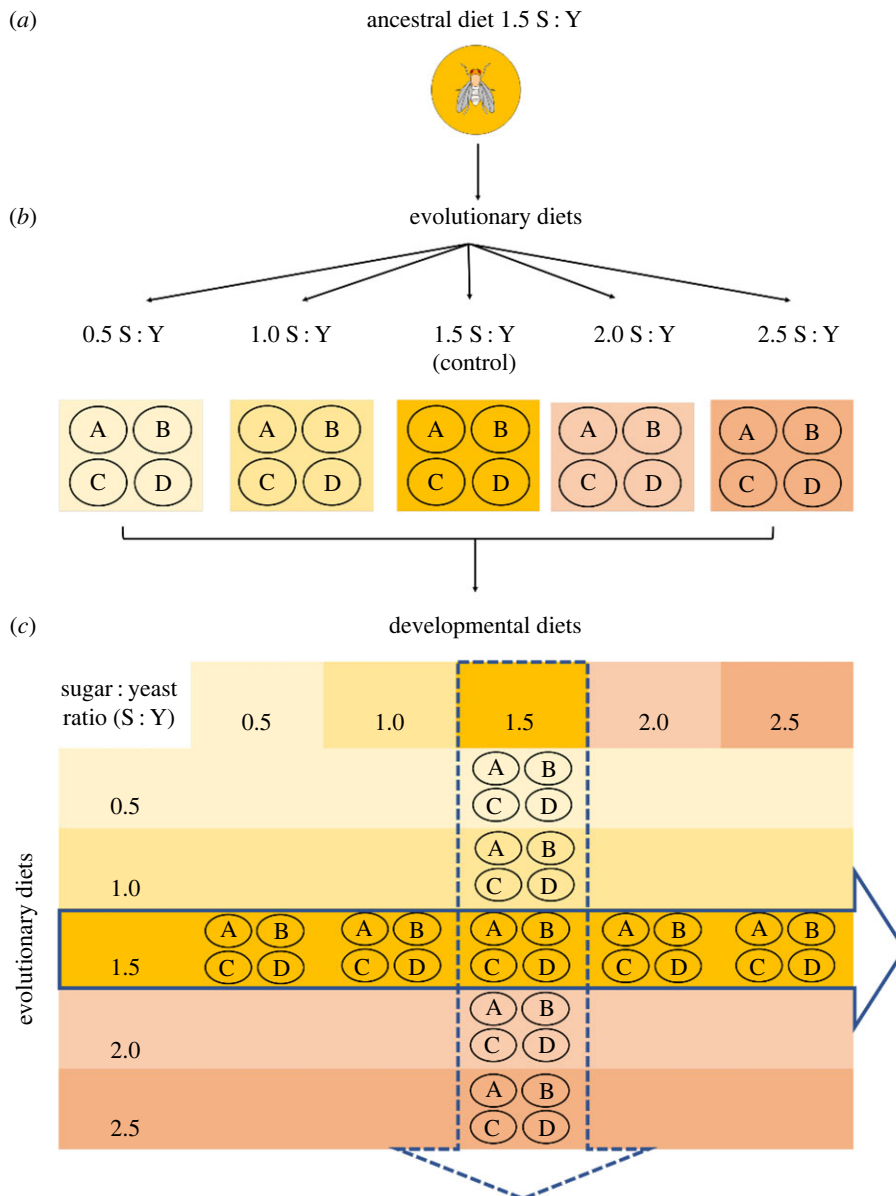 (a)
ancestral diet 1.5 S : Y
(b)
evolutionary diets
0.5 S : Y 1.0 S : Y 1.5 S : Y 2.0 S : Y 2.5 S : Y
(control)
A B A B A B A B A B
C D C D C D C D C D
(c)
developmental diets
sugar : yeast
ratio (S : Y) 0.5 1.0 1.5 2.0 2.5
evolutionary diets
A B
0.5 C D
A B
1.0 C D
A B A B A B A B A B
1.5 C D C D C D C D C D
A B
2.0 C D
A B
2.5 C D